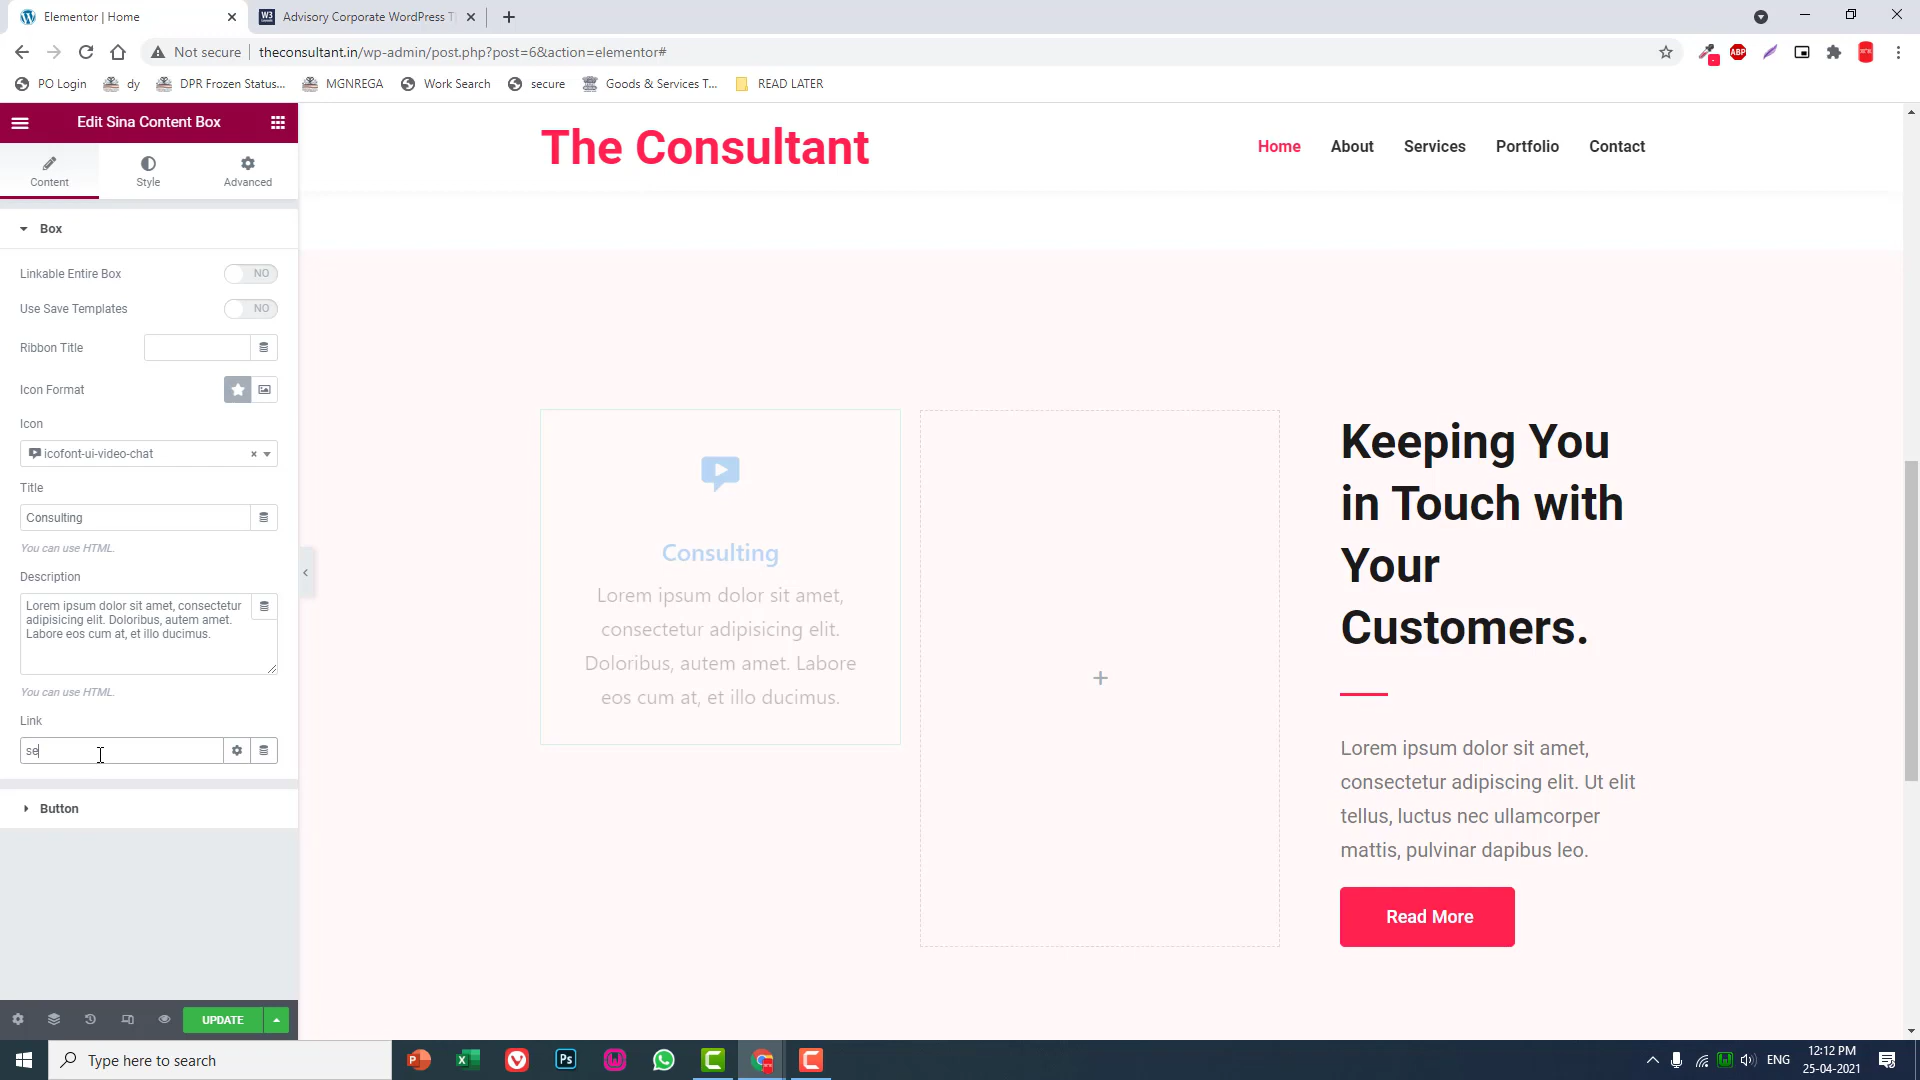 Elementor | Home
Advisory Corporate WordPress T
Not secure
theconsultant.in/wp-admin/post.php?post=6&action=elementor#
PO Login
dy
DPR Frozen Status...
MGNREGA
Work Search
secure
Goods & Services T...
READ LATER
Edit Sina Content Box
Content
Style
Advanced
Box
Linkable Entire Box
NO
Use Save Templates
NO
Ribbon Title
Icon Format
Icon
icofont-ui-video-chat
Title
Consulting
You can use HTML.
Description
Lorem ipsum dolor sit amet, consectetur
adipisicing elit. Doloribus, autem amet.
Labore eos cum at, et illo ducimus.
You can use HTML.
Link
se
Button
UPDATE
The Consultant
Home
About
Services
Portfolio
Contact
Consulting
Lorem ipsum dolor sit amet,
consectetur adipisicing elit.
Doloribus, autem amet. Labore
eos cum at, et illo ducimus.
Keeping You
in Touch with
Your
Customers.
Lorem ipsum dolor sit amet,
consectetur adipiscing elit. Ut elit
tellus, luctus nec ullamcorper
mattis, pulvinar dapibus leo.
Read More
Type here to search
ENG
12:12 PM
25-04-2021